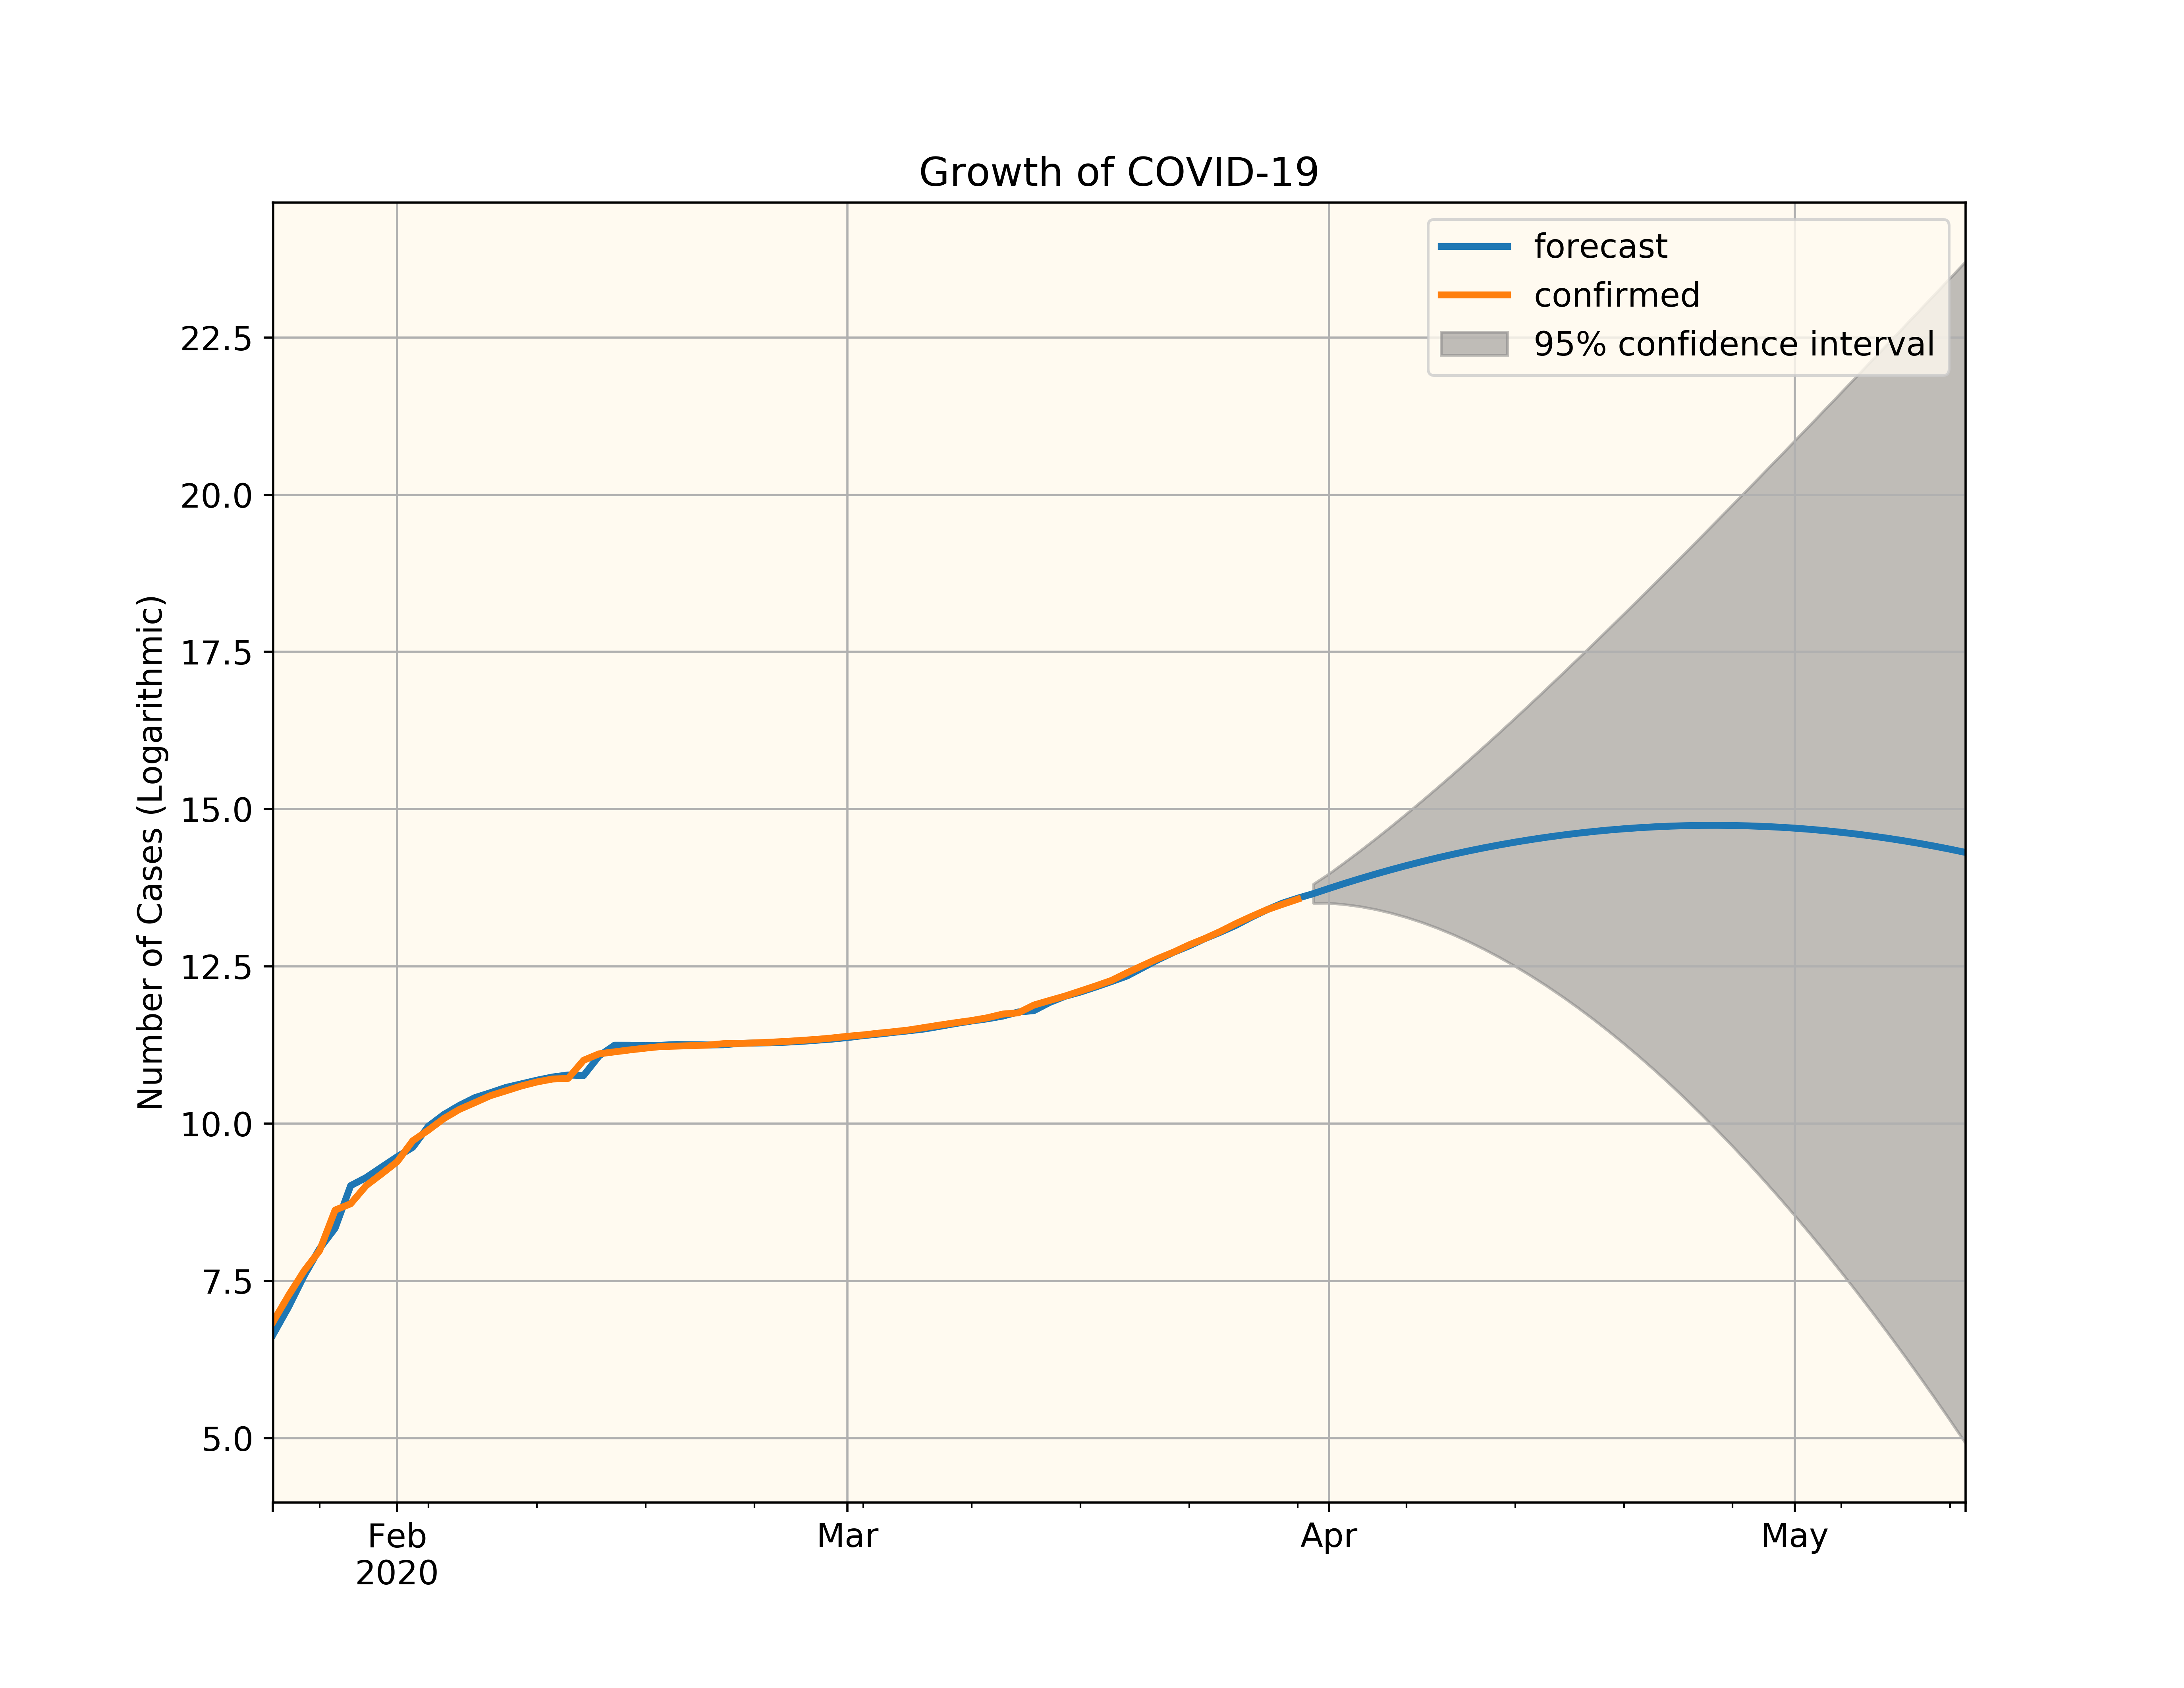 Growth of COVID-19
forecast
confirmed
95% confidence interval
Number of Cases (Logarithmic)
22.5
20.0
17.5
15.0
12.5
10.0
7.5
5.0
Feb
2020
Mar
Apr
May